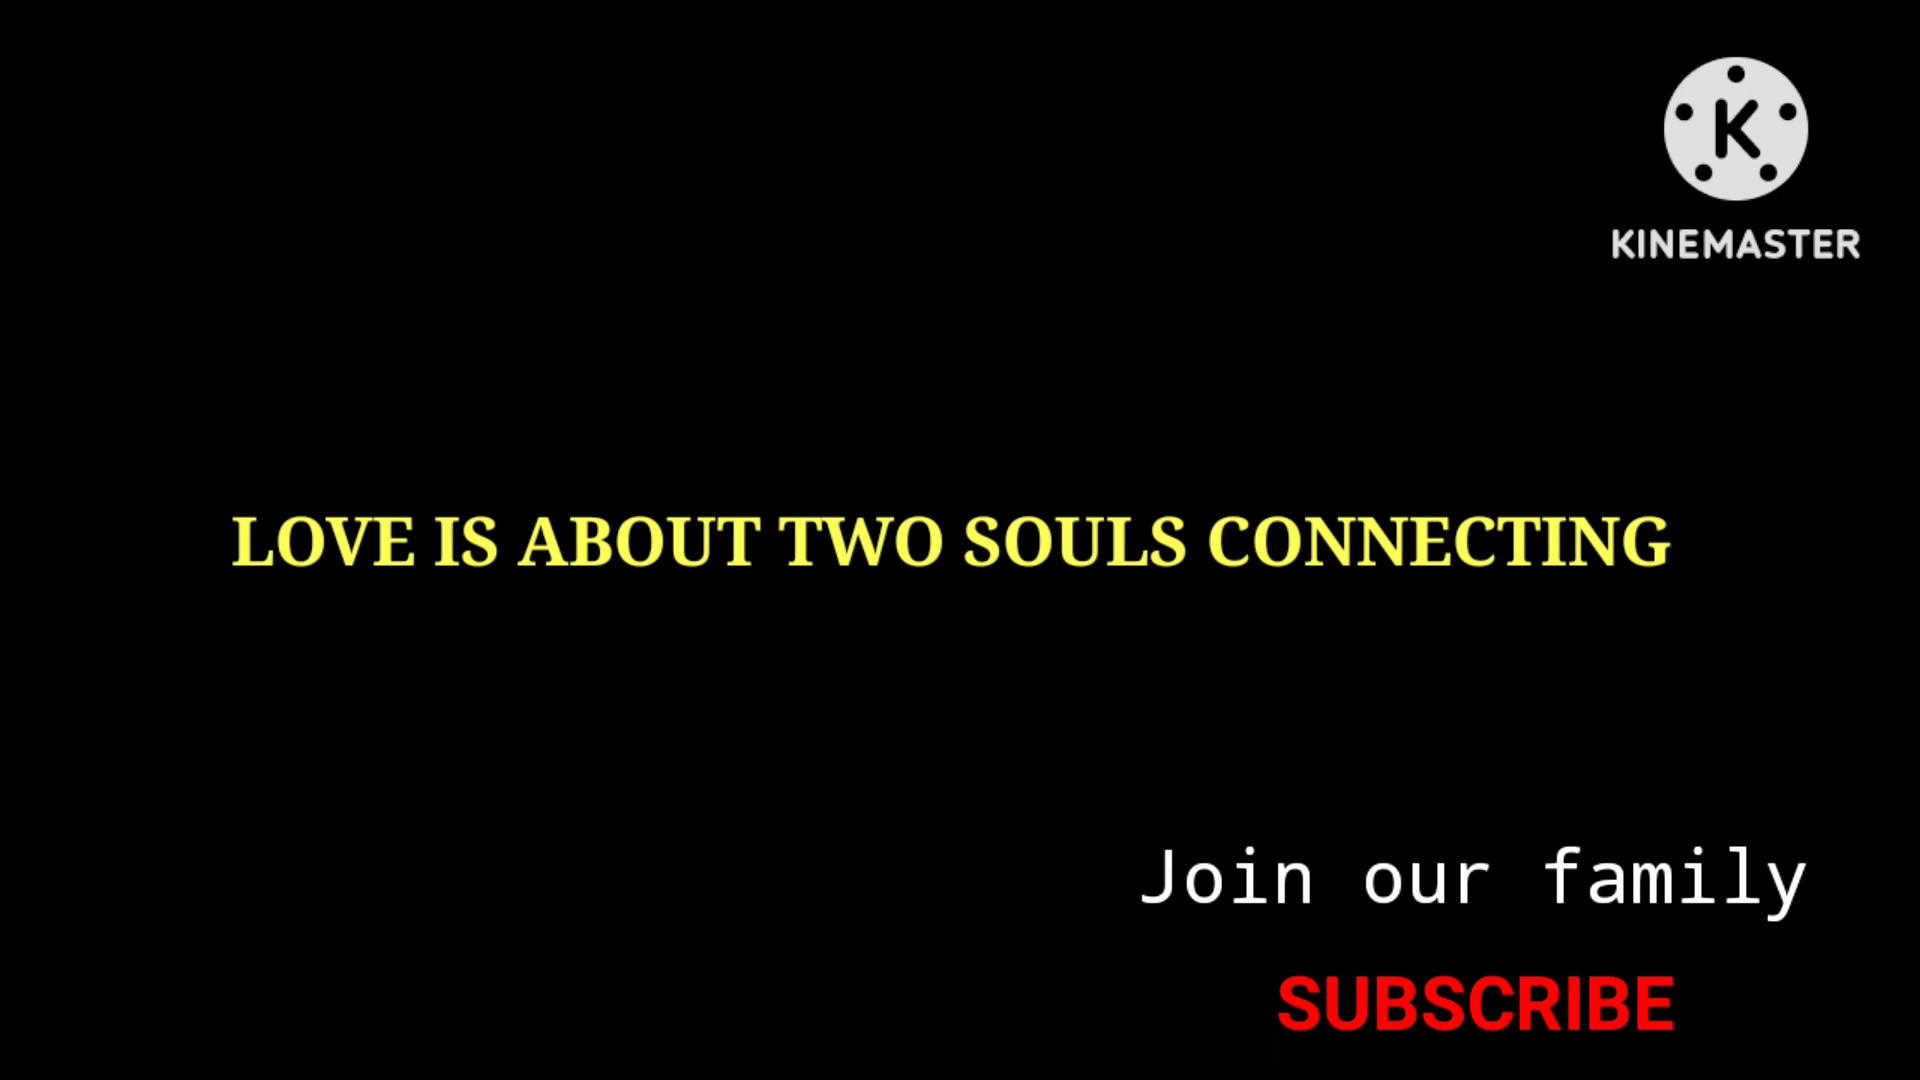 K
KINEMASTER
LOVE IS ABOUT TWO SOULS CONNECTING
Join our family
SUBSCRIBE